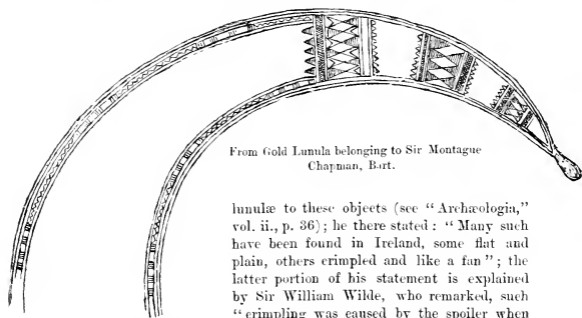 From Gold Lunula belonging to Sir Montague
Chapman, Bart.
lunulæ to these objects (see “Archæologia,”
vol. ii., p. 36); he there stated: “Many such
have been found in Ireland, some flat and
plain, others crimpled and like a fan”; the
latter portion of his statement is explained
by Sir William Wilde, who remarked, such
“crimpling was caused by the spoiler when